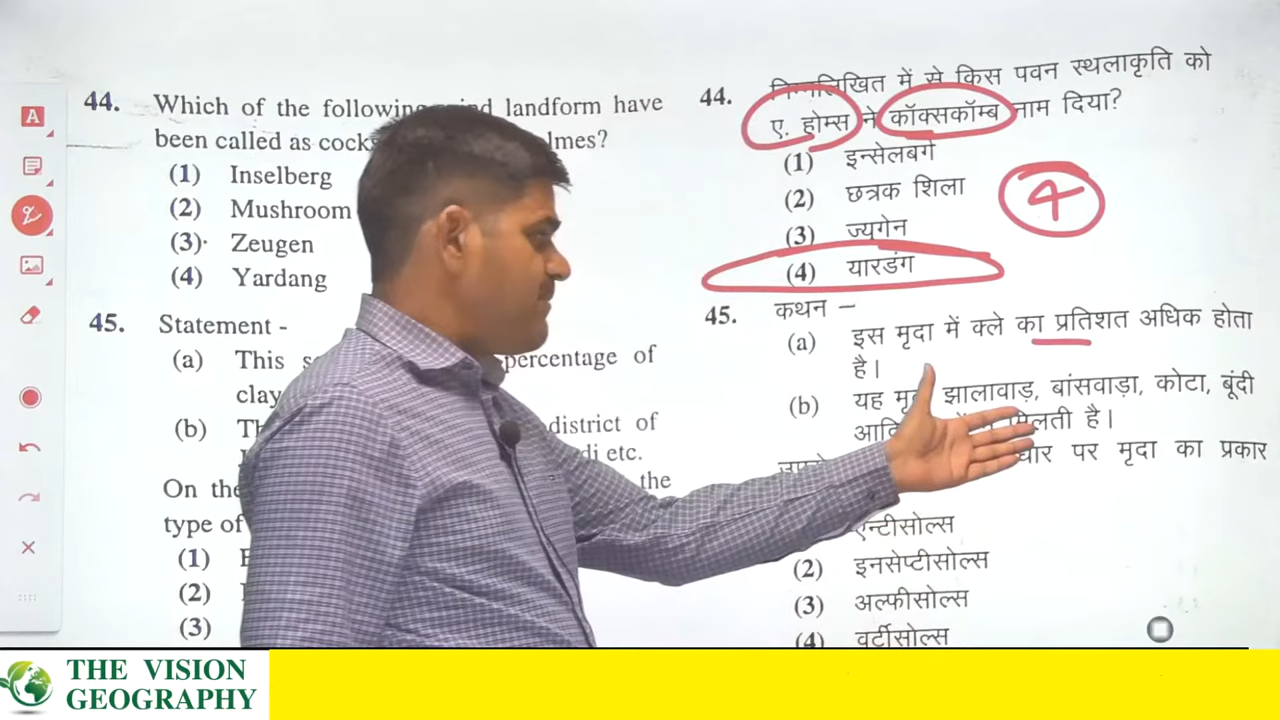 44. Which of the following wind landform have
been called as cocks lmes?
(1) Inselberg
(2) Mushroom
(3) Zeugen
(4) Yardang
45. Statement -
(a) This percentage of
clay
(b) district of
di etc.
On the the
type of
(1)
(2)
(3)
44. निम्नलिखित में से किस पवन स्थलाकृति को
ए. होम्स ने कॉक्सकॉम्ब नाम दिया?
(1) इन्सेलबर्ग
(2) छत्रक शिला
(3) ज्यूगेन
(4) यारडंग
4
45. कथन –
(a) इस मृदा में क्ले का प्रतिशत अधिक होता
है।
(b) यह झालावाड़, बांसवाड़ा, कोटा, बूंदी
मिलती है।
पर मृदा का प्रकार
एन्टीसोल्स
(2) इनसेप्टीसोल्स
(3) अल्फीसोल्स
(4) वर्टीसोल्स
A
THE VISION
GEOGRAPHY